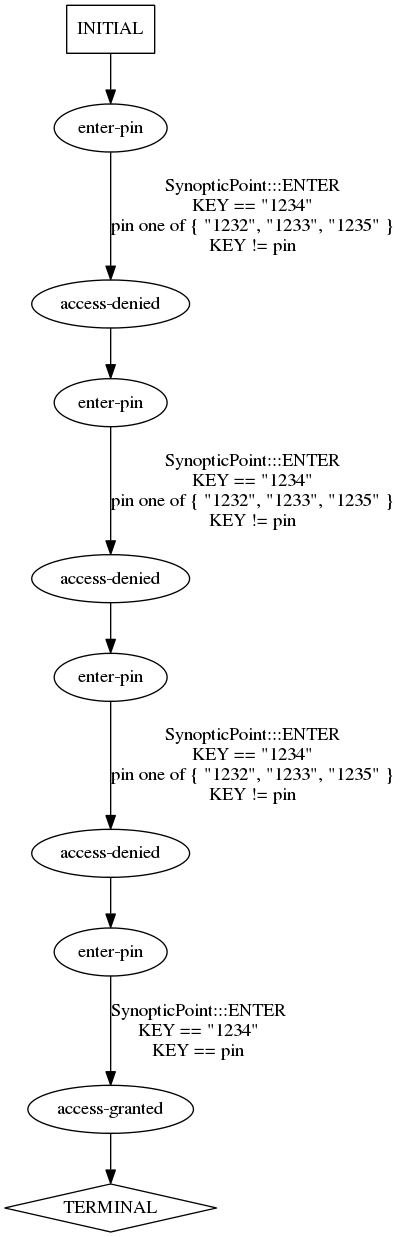 INITIAL
enter-pin
SynopticPoint:::ENTER
KEY == "1234"
pin one of { "1232", "1233", "1235" }
KEY != pin
access-denied
enter-pin
SynopticPoint:::ENTER
KEY == "1234"
pin one of { "1232", "1233", "1235" }
KEY != pin
access-denied
enter-pin
SynopticPoint:::ENTER
KEY == "1234"
pin one of { "1232", "1233", "1235" }
KEY != pin
access-denied
enter-pin
SynopticPoint:::ENTER
KEY == "1234"
KEY == pin
access-granted
TERMINAL